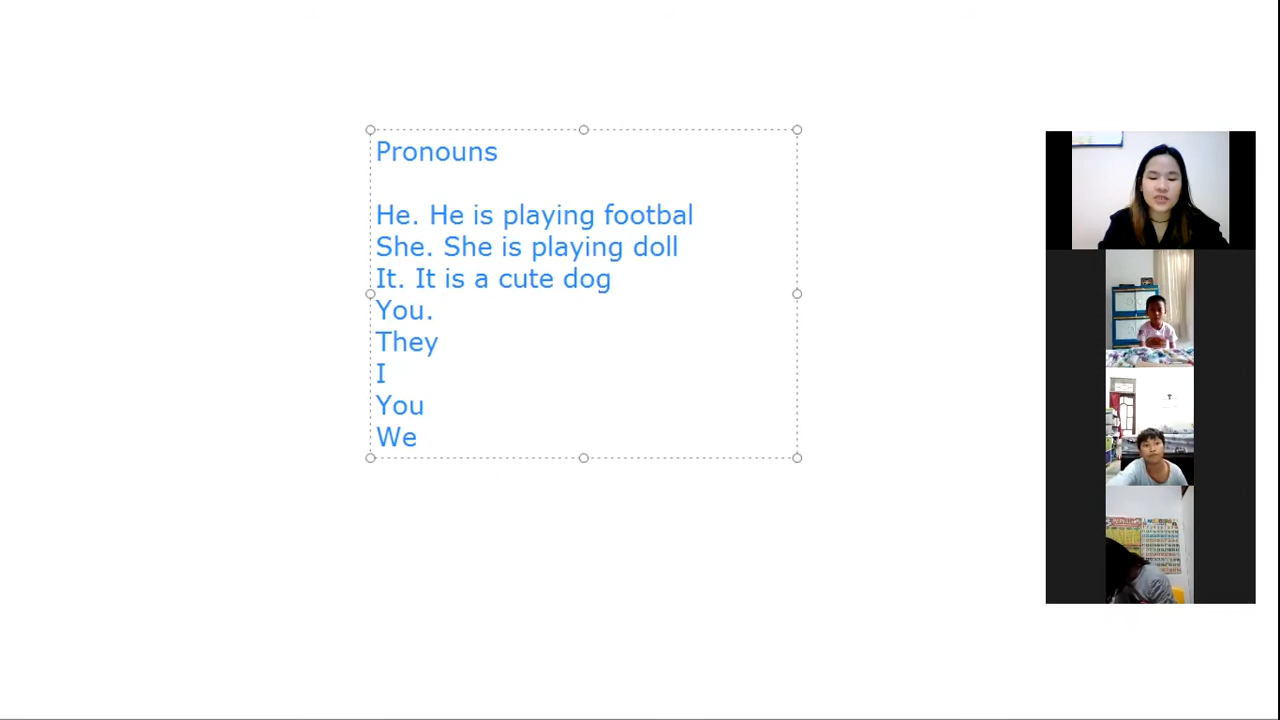 Pronouns
He. He is playing footbal
She. She is playing doll
It. It is a cute dog
You.
They
I
You
We